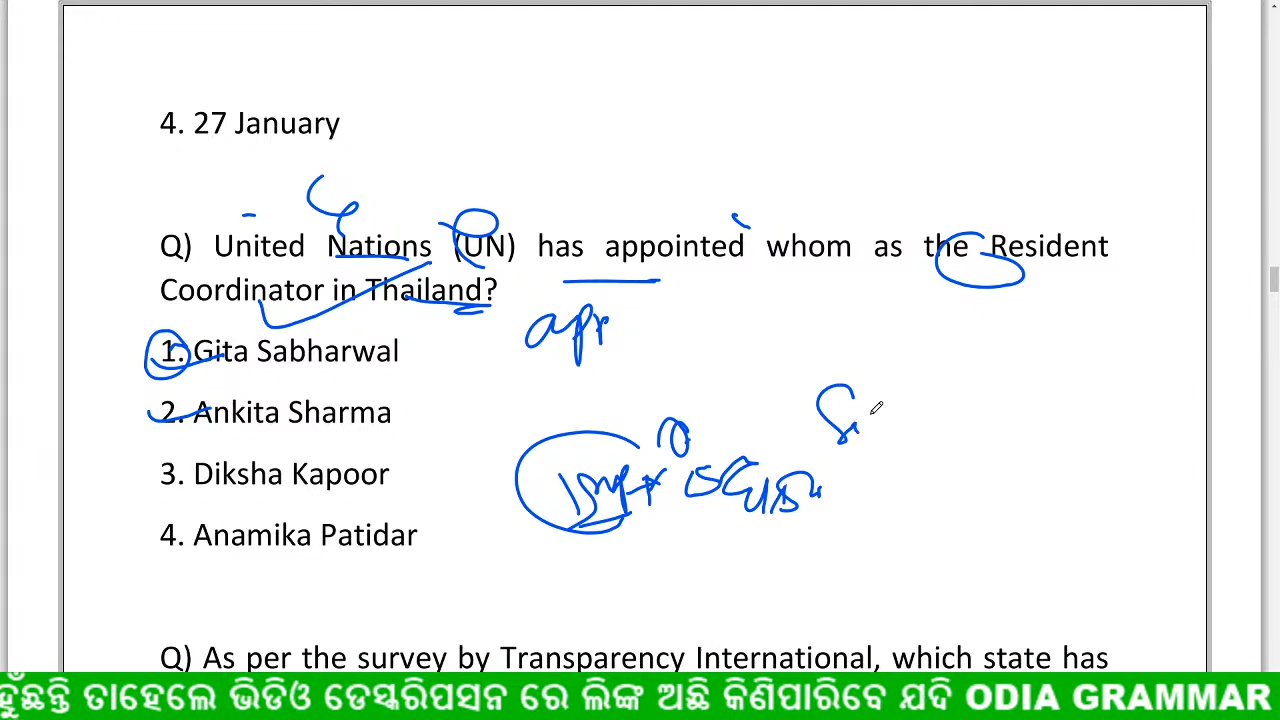 4. 27 January
Q) United Nations (UN) has appointed whom as the Resident
Coordinator in Thailand?
apr
1. Gita Sabharwal
2. Ankita Sharma
3. Diksha Kapoor
4. Anamika Patidar
Q) As per the survey by Transparency International, which state has
ହୁଁଛନ୍ତି ତାହେଲେ ଭିଡିଓ ଡେସ୍କରିପସନ ରେ ଲିଙ୍କ ଅଛି କିଣିପାରିବେ ଯଦି ODIA GRAMMAR